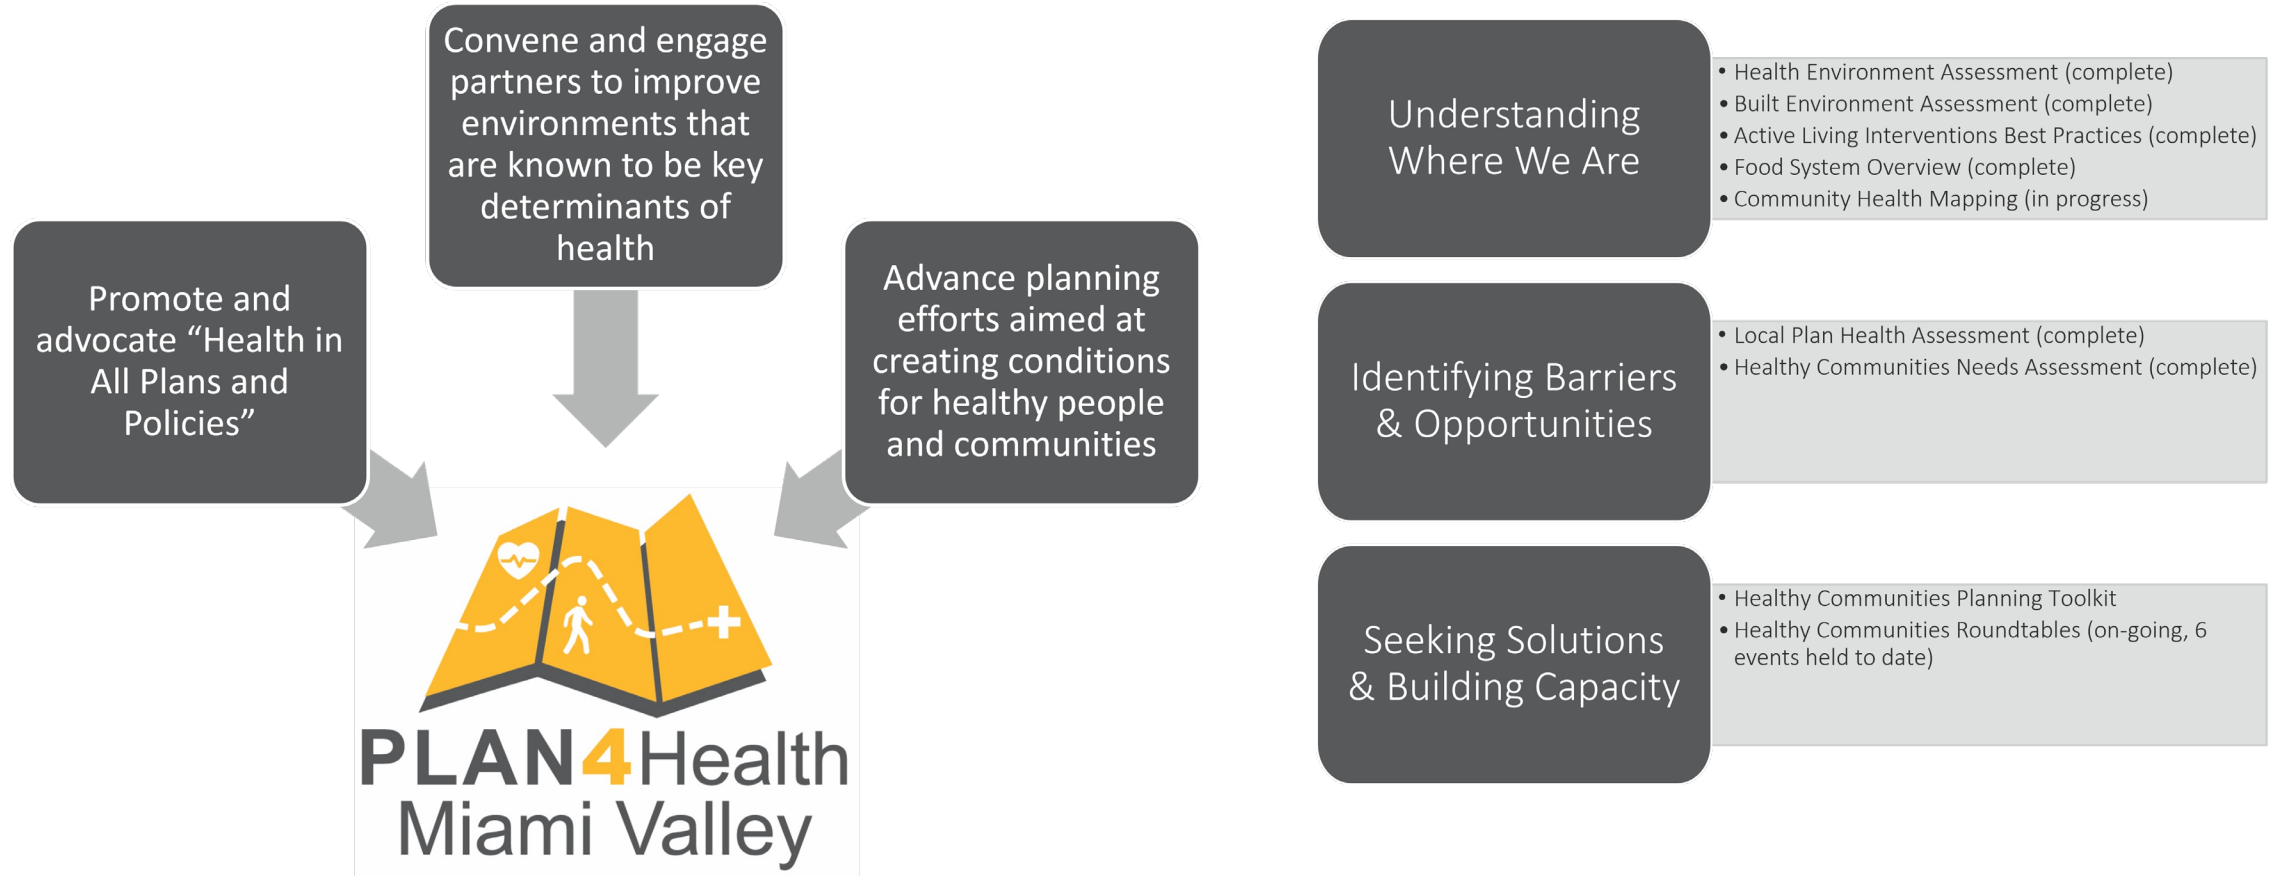 Convene and engage
partners to improve
environments that
are known to be key
determinants of
health
Promote and
advocate “Health in
All Plans and
Policies”
Advance planning
efforts aimed at
creating conditions
for healthy people
and communities
PLAN4Health
Miami Valley
Understanding
Where We Are
• Health Environment Assessment (complete)
• Built Environment Assessment (complete)
• Active Living Interventions Best Practices (complete)
• Food System Overview (complete)
• Community Health Mapping (in progress)
Identifying Barriers
& Opportunities
• Local Plan Health Assessment (complete)
• Healthy Communities Needs Assessment (complete)
Seeking Solutions
& Building Capacity
• Healthy Communities Planning Toolkit
• Healthy Communities Roundtables (on-going, 6
events held to date)